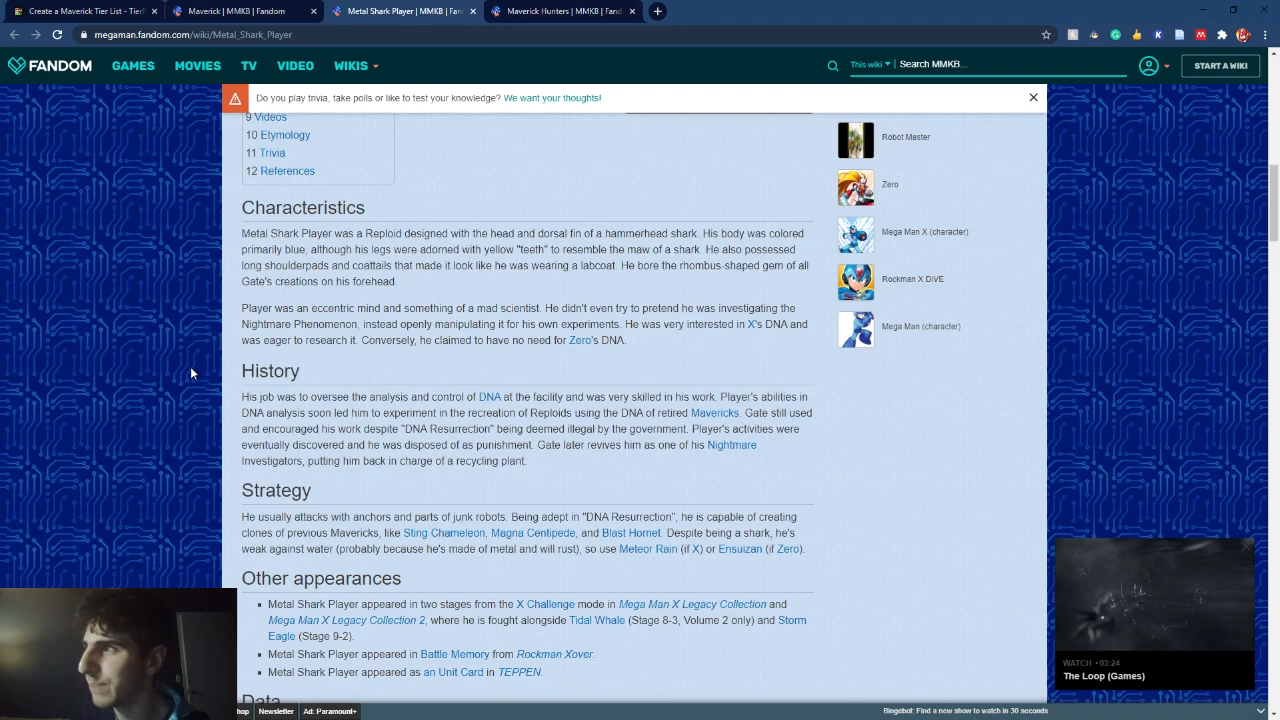 Create a Maverick Tier List - TierM
Maverick | MMKB | Fandom
Metal Shark Player | MMKB | Fan
Maverick Hunters | MMKB | Fand
megaman.fandom.com/wiki/Metal_Shark_Player
FANDOM GAMES MOVIES TV VIDEO WIKIS This wiki Search MMKB... START A WIKI
Do you play trivia, take polls or like to test your knowledge? We want your thoughts!
9 Videos
10 Etymology
11 Trivia
12 References
Characteristics
Metal Shark Player was a Reploid designed with the head and dorsal fin of a hammerhead shark. His body was colored
primarily blue, although his legs were adorned with yellow "teeth" to resemble the maw of a shark. He also possessed
long shoulderpads and coattails that made it look like he was wearing a labcoat. He bore the rhombus-shaped gem of all
Gate's creations on his forehead.
Player was an eccentric mind and something of a mad scientist. He didn't even try to pretend he was investigating the
Nightmare Phenomenon, instead openly manipulating it for his own experiments. He was very interested in X's DNA and
was eager to research it. Conversely, he claimed to have no need for Zero's DNA.
History
His job was to oversee the analysis and control of DNA at the facility and was very skilled in his work. Player's abilities in
DNA analysis soon led him to experiment in the recreation of Reploids using the DNA of retired Mavericks. Gate still used
and encouraged his work despite "DNA Resurrection" being deemed illegal by the government. Player's activities were
eventually discovered and he was disposed of as punishment. Gate later revives him as one of his Nightmare
Investigators, putting him back in charge of a recycling plant.
Strategy
He usually attacks with anchors and parts of junk robots. Being adept in "DNA Resurrection", he is capable of creating
clones of previous Mavericks, like Sting Chameleon, Magna Centipede, and Blast Hornet. Despite being a shark, he's
weak against water (probably because he's made of metal and will rust), so use Meteor Rain (if X) or Ensuizan (if Zero).
Other appearances
Metal Shark Player appeared in two stages from the X Challenge mode in Mega Man X Legacy Collection and
Mega Man X Legacy Collection 2, where he is fought alongside Tidal Whale (Stage 8-3, Volume 2 only) and Storm
Eagle (Stage 9-2).
Metal Shark Player appeared in Battle Memory from Rockman Xover.
Metal Shark Player appeared as an Unit Card in TEPPEN.
Data
Robot Master
Zero
Mega Man X (character)
Rockman X DiVE
Mega Man (character)
WATCH • 03:24
The Loop (Games)
hop Newsletter Ad: Paramount+
Bingebot: Find a new show to watch in 30 seconds